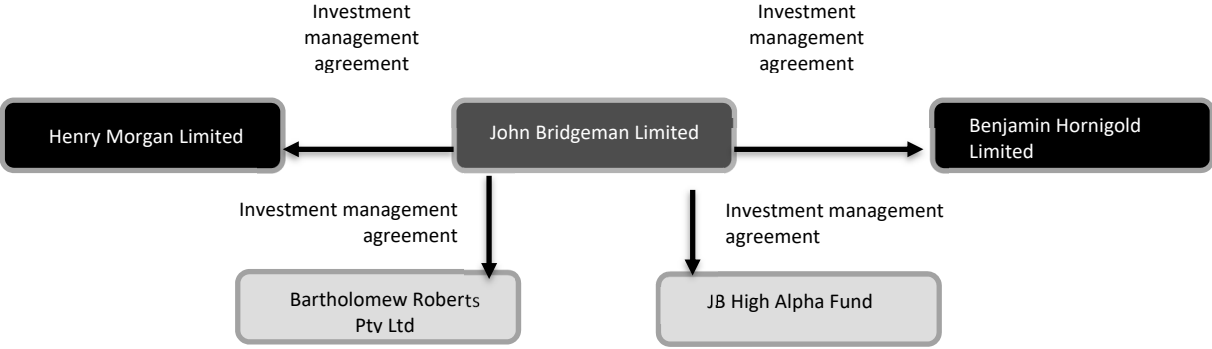 Investment
management
agreement
Investment
management
agreement
Henry Morgan Limited
John Bridgeman Limited
Benjamin Hornigold
Limited
Investment management
agreement
Investment management
agreement
Bartholomew Roberts
Pty Ltd
JB High Alpha Fund